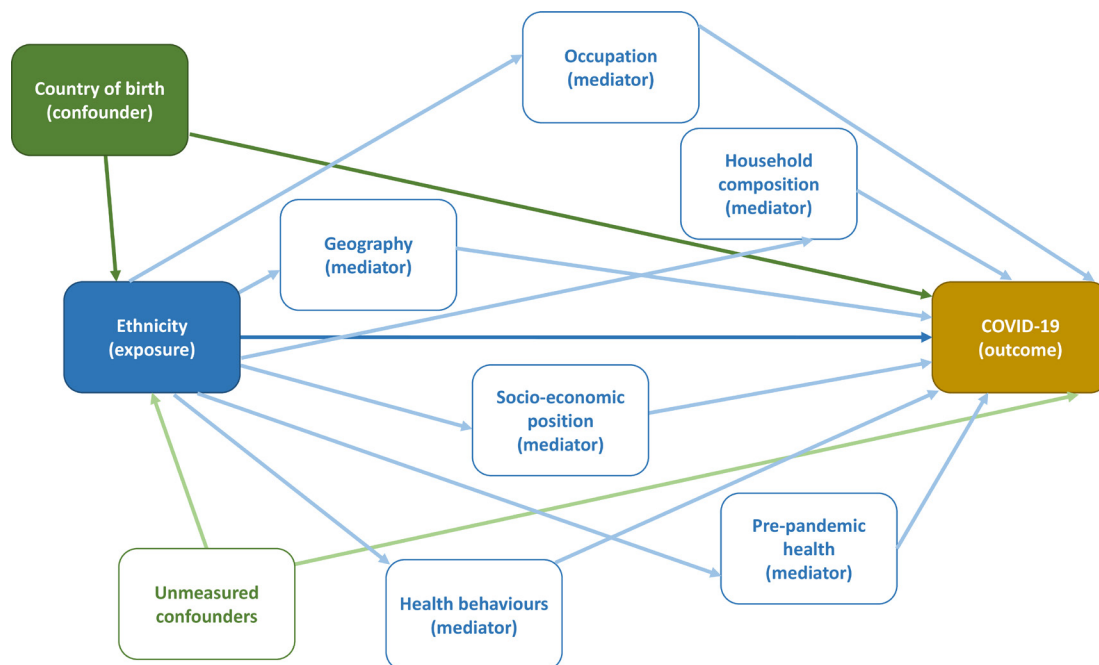 Country of birth
(confounder)
Occupation
(mediator)
Household
composition
(mediator)
Geography
(mediator)
Ethnicity
(exposure)
COVID-19
(outcome)
Socio-economic
position
(mediator)
Pre-pandemic
health
(mediator)
Unmeasured
confounders
Health behaviours
(mediator)